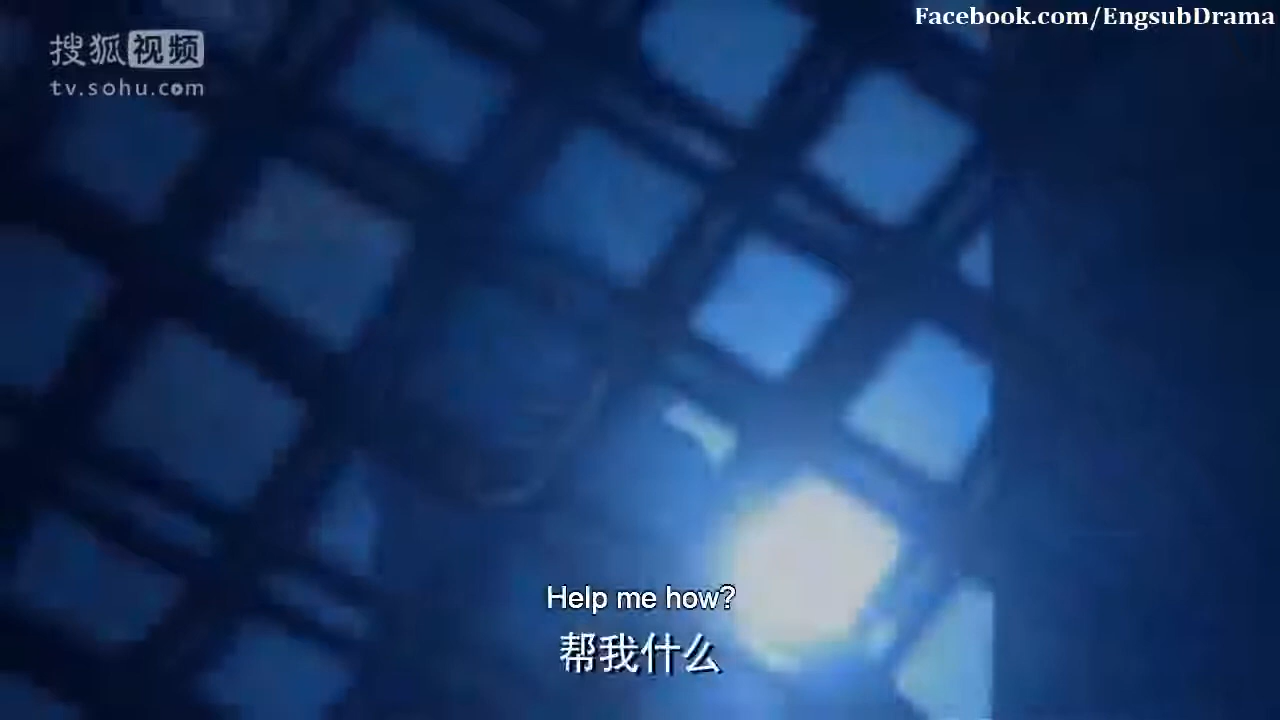 Facebook.com/EngsubDrama
搜狐视频
tv.sohu.com
Help me how?
帮我什么